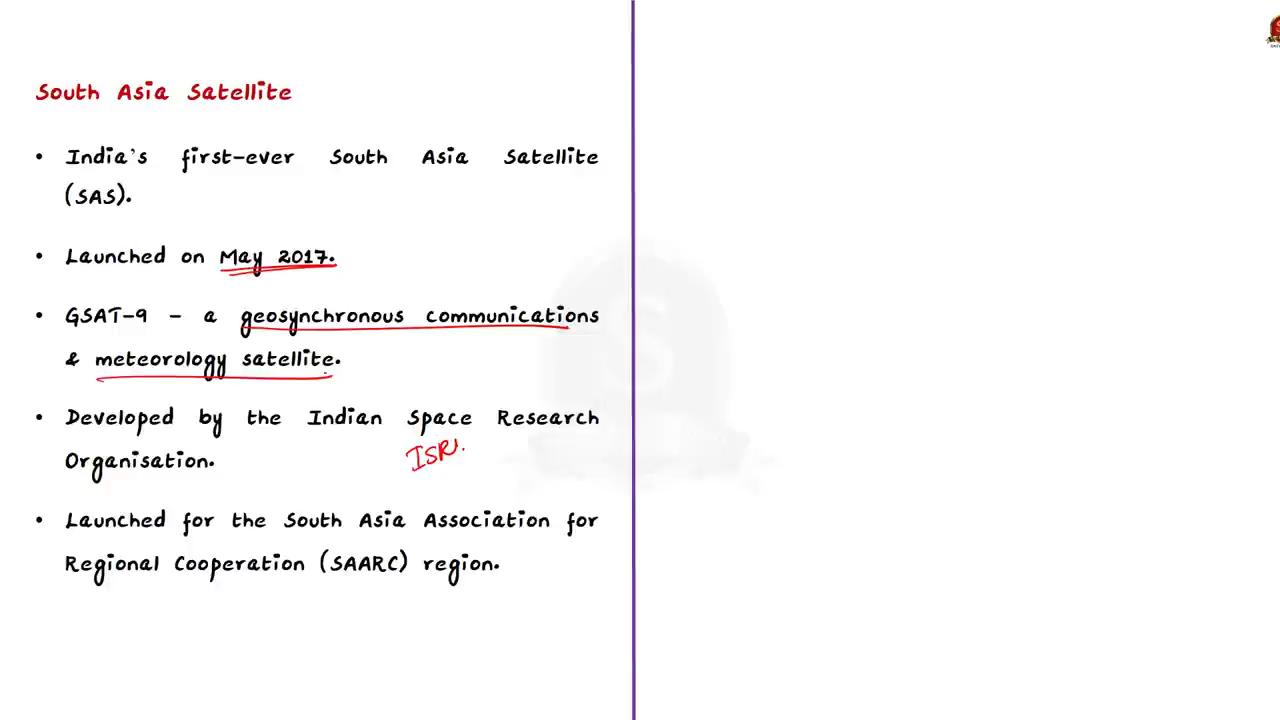 South Asia Satellite
• India's first-ever South Asia Satellite
(SAS).
• Launched on May 2017.
• GSAT-9 - a geosynchronous communications
& meteorology satellite.
• Developed by the Indian Space Research
ISR
Organisation.
• Launched for the South Asia Association for
Regional Cooperation (SAARC) region.